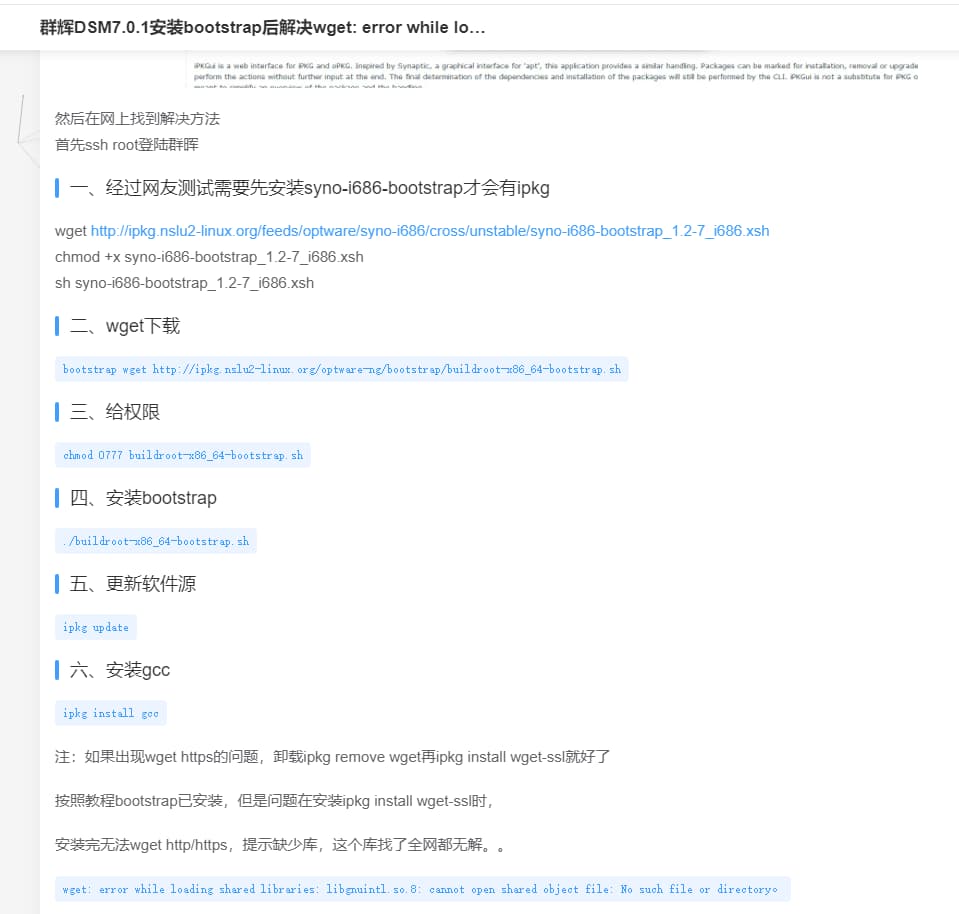 群辉DSM7.0.1安装bootstrap后解决wget: error while lo...
iPKGui is a web interface for iPKG and oPKG. Inspired by Synaptic, a graphical interface for 'apt', this application provides a similar handling. Packages can be marked for installation, removal or upgrade
perform the actions without further input at the end. The final determination of the dependencies and installation of the packages will still be performed by the CLI. iPKGui is not a substitute for iPKG o
然后在网上找到解决方法
首先ssh root登陆群晖
一、经过网友测试需要先安装syno-i686-bootstrap才会有ipkg
wget http://ipkg.nslu2-linux.org/feeds/optware/syno-i686/cross/unstable/syno-i686-bootstrap_1.2-7_i686.xsh
chmod +x syno-i686-bootstrap_1.2-7_i686.xsh
sh syno-i686-bootstrap_1.2-7_i686.xsh
二、wget下载
bootstrap wget http://ipkg.nslu2-linux.org/optware-ng/bootstrap/buildroot-x86_64-bootstrap.sh
三、给权限
chmod 0777 buildroot-x86_64-bootstrap.sh
四、安装bootstrap
./buildroot-x86_64-bootstrap.sh
五、更新软件源
ipkg update
六、安装gcc
ipkg install gcc
注：如果出现wget https的问题，卸载ipkg remove wget再ipkg install wget-ssl就好了
按照教程bootstrap已安装，但是问题在安装ipkg install wget-ssl时，
安装完无法wget http/https，提示缺少库，这个库找了全网都无解。。
wget: error while loading shared libraries: libgnuintl.so.8: cannot open shared object file: No such file or directory。